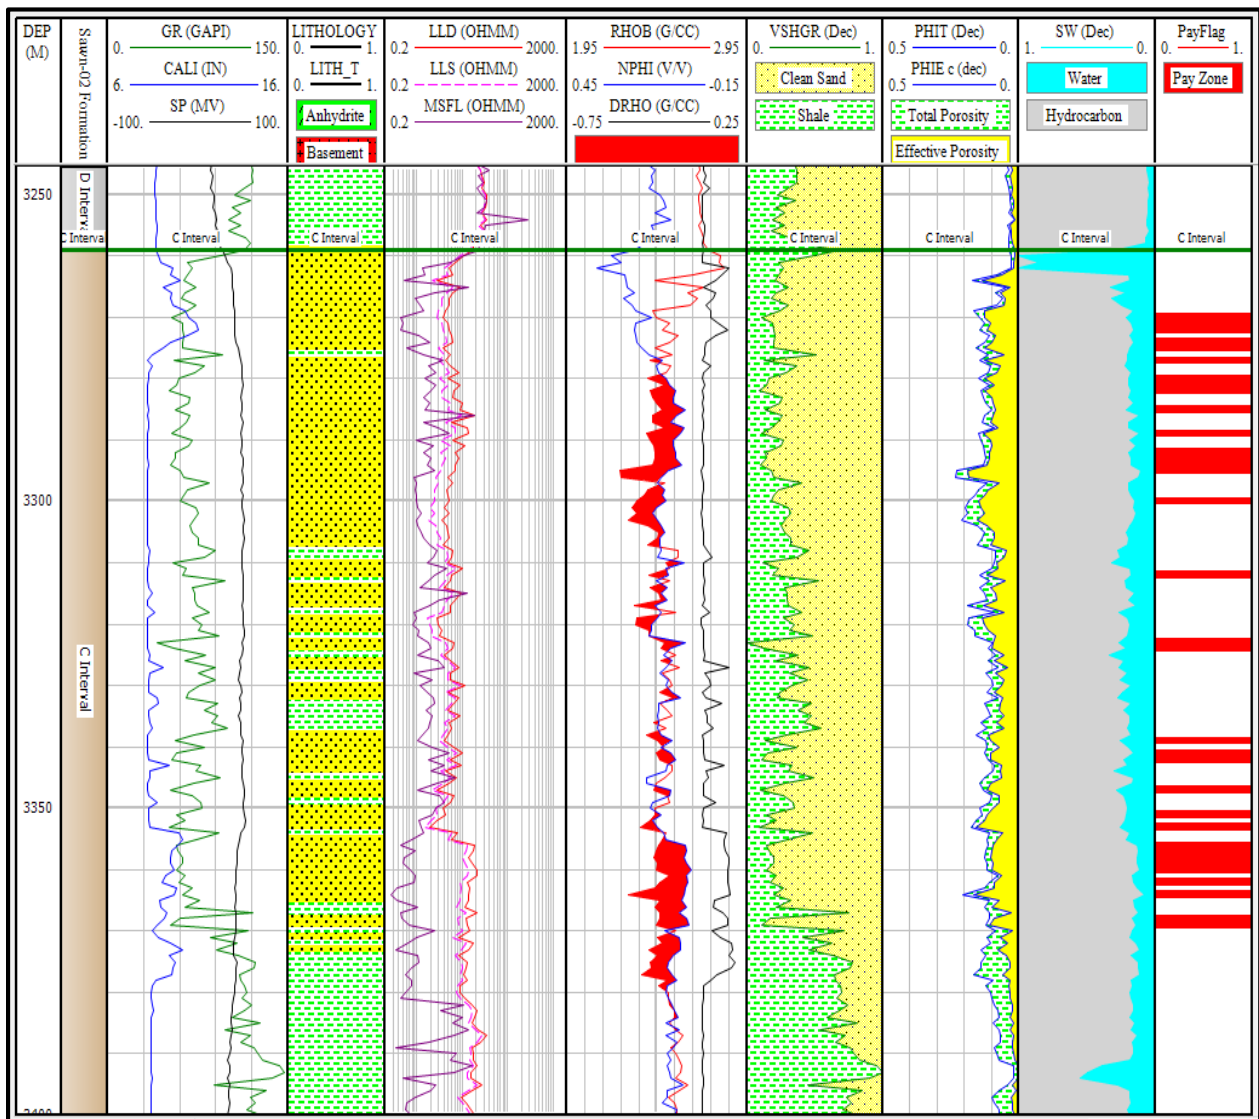 DEP
(M)
Sawn-02 Formation
GR (GAPI)
0. 150.
CALI (IN)
6. 16.
SP (MV)
-100. 100.
LITHOLOGY
0. 1.
LITH_T
0. 1.
Anhydrite
Basement
LLD (OHMM)
0.2 2000.
LLS (OHMM)
0.2 2000.
MSFL (OHMM)
0.2 2000.
RHOB (G/CC)
1.95 2.95
NPHI (V/V)
0.45 -0.15
DRHO (G/CC)
-0.75 0.25
VSHGR (Dec)
0. 1.
Clean Sand
Shale
PHIT (Dec)
0.5 0.
PHIE c (dec)
0.5 0.
Total Porosity
Effective Porosity
SW (Dec)
1. 0.
Water
Hydrocarbon
PayFlag
0. 1.
Pay Zone
3250
D Interval
C Interval C Interval C Interval C Interval C Interval C Interval C Interval C Interval C Interval
3300
C Interval
3350
3400